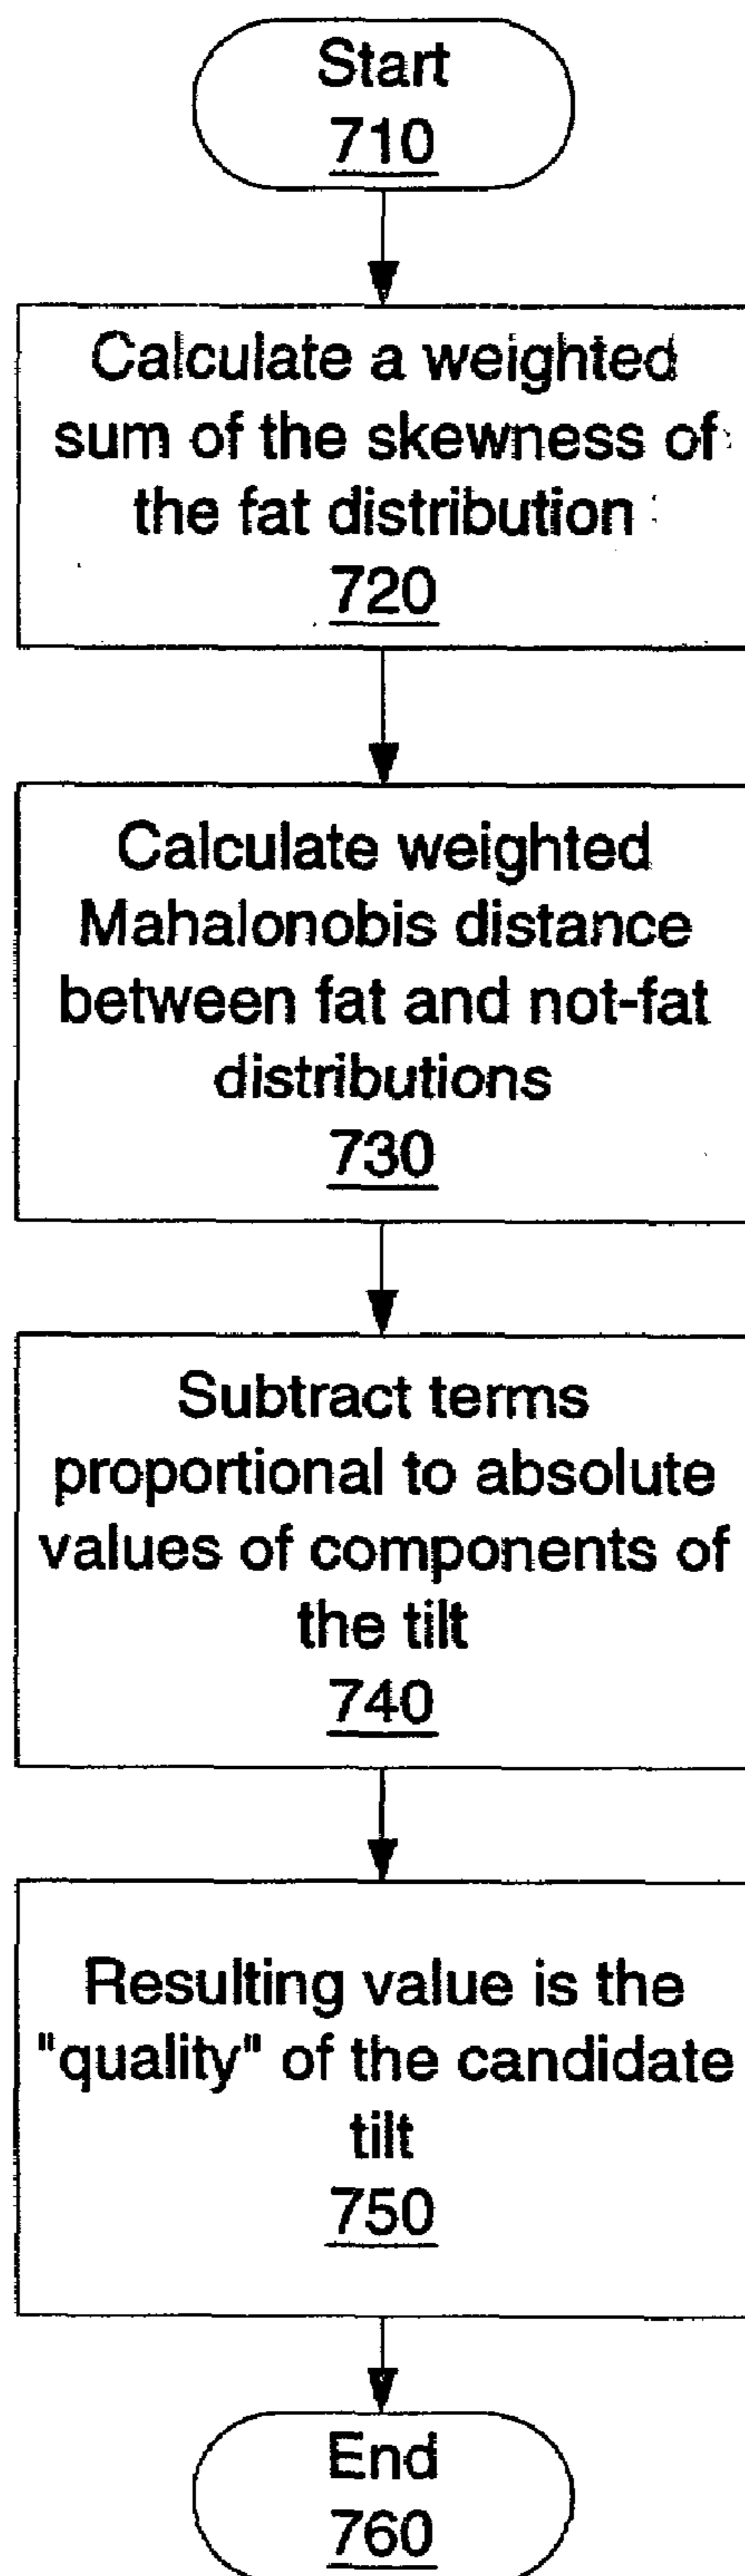 Start
710
Calculate a weighted
sum of the skewness of
the fat distribution
720
Calculate weighted
Mahalonobis distance
between fat and not-fat
distributions
730
Subtract terms
proportional to absolute
values of components of
the tilt
740
Resulting value is the
"quality" of the candidate
tilt
750
End
760